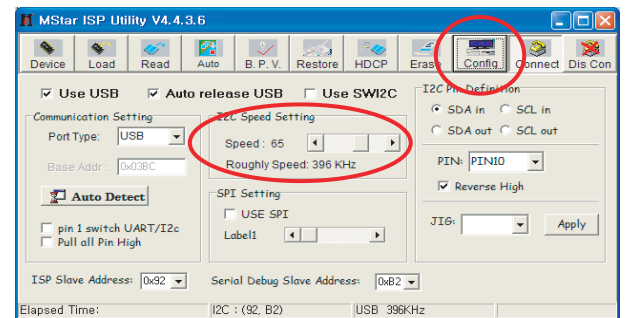 MStar ISP Utility V4.4.3.6
Device Load Read Auto B. P. V. Restore HDCP Erase Config Connect Dis Con
Use USB Auto release USB Use SWI2C
Communication Setting
Port Type: USB
Base Addr: 0x03BC
Auto Detect
pin 1 switch UART/I2c
Pull all Pin High
I2C Speed Setting
Speed : 65
Roughly Speed: 396 KHz
SPI Setting
USE SPI
Label1
I2C Pin Definition
SDA in SCL in
SDA out SCL out
PIN: PIN10
Reverse High
JIG: Apply
ISP Slave Address: 0x92 Serial Debug Slave Address: 0xB2
Elapsed Time: I2C : (92, B2) USB 396KHz